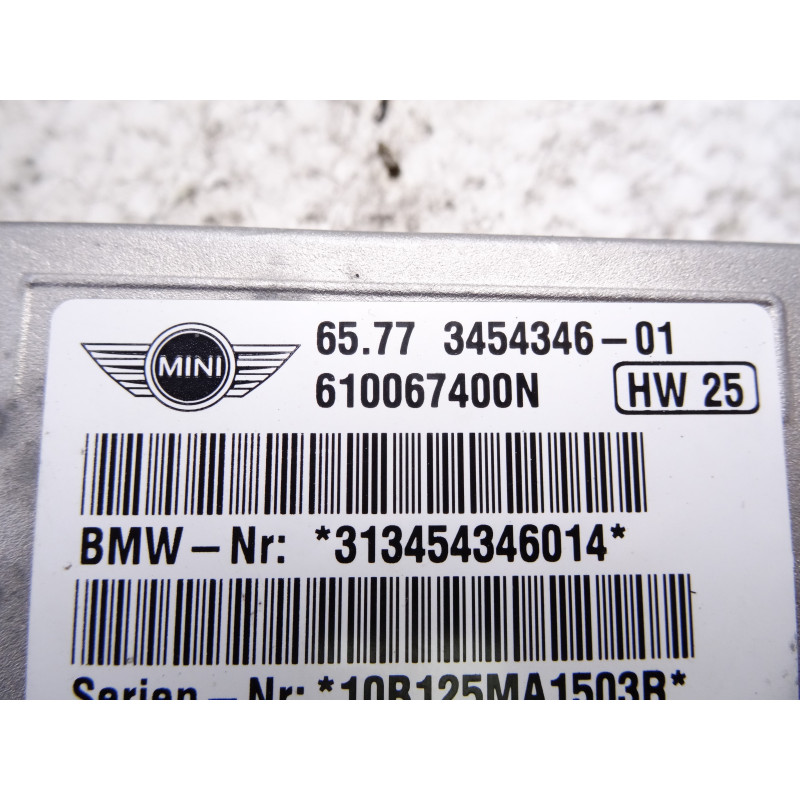 MINI
65.77 3454346-01
610067400N
HW 25
BMW-Nr: *313454346014*
Serien-Nr: *10B125MA1503B*